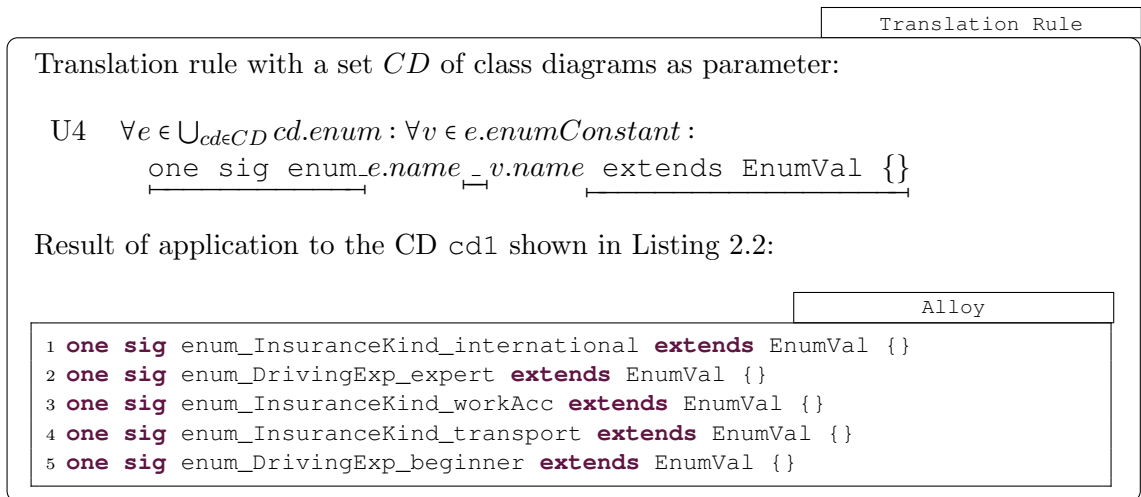 Translation Rule
Translation rule with a set CD of class diagrams as parameter:
U4 ∀e ∈ ⋃cd∈CD cd.enum : ∀v ∈ e.enumConstant :
one sig enum_e.name_v.name extends EnumVal {}
Result of application to the CD cd1 shown in Listing 2.2:
Alloy
1 one sig enum_InsuranceKind_international extends EnumVal {}
2 one sig enum_DrivingExp_expert extends EnumVal {}
3 one sig enum_InsuranceKind_workAcc extends EnumVal {}
4 one sig enum_InsuranceKind_transport extends EnumVal {}
5 one sig enum_DrivingExp_beginner extends EnumVal {}